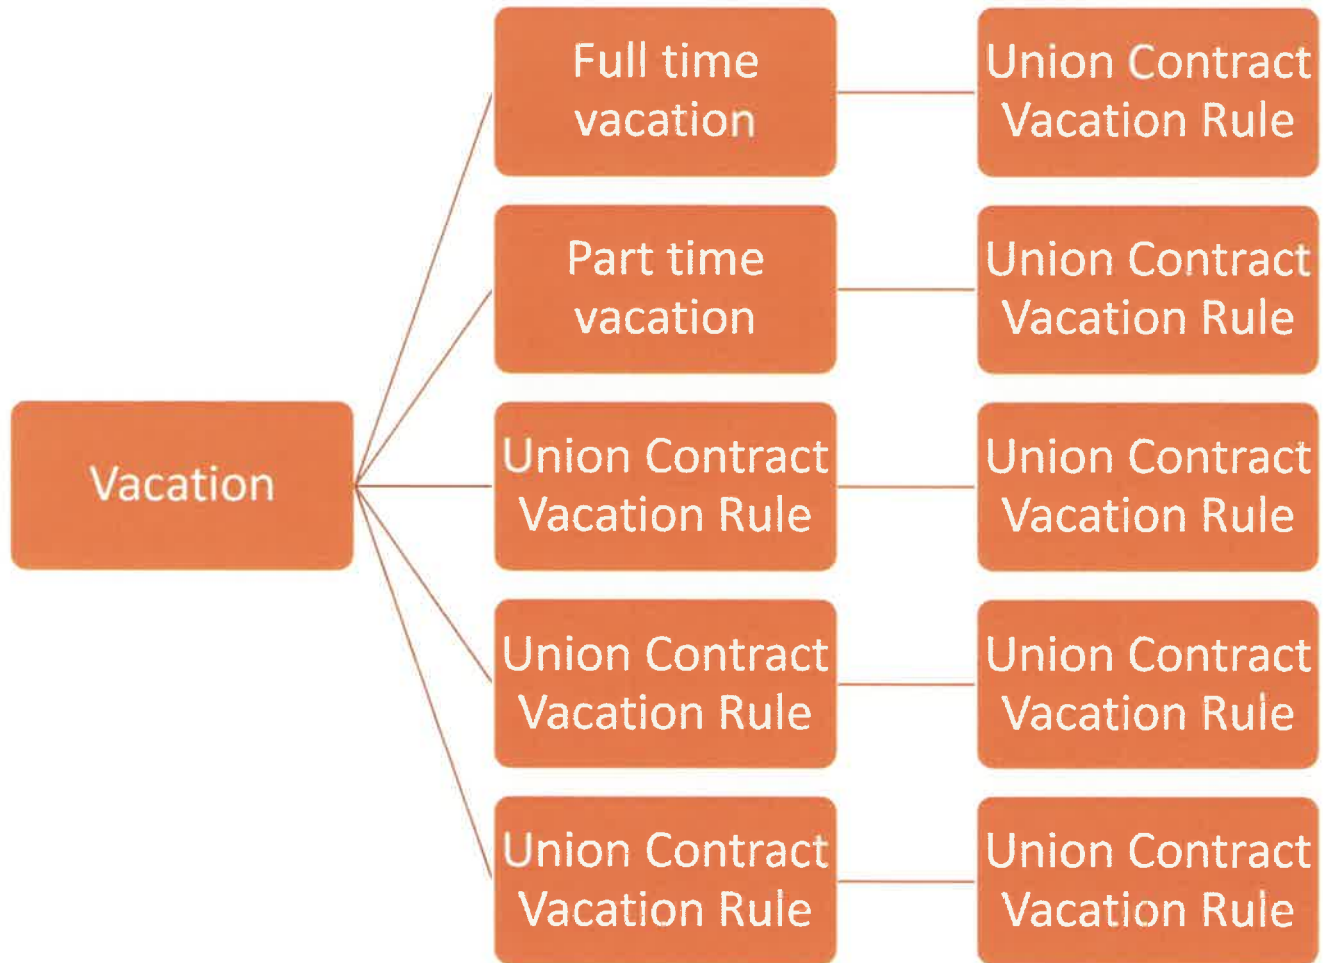 Full time
vacation
Union Contract
Vacation Rule
Part time
vacation
Union Contract
Vacation Rule
Vacation
Union Contract
Vacation Rule
Union Contract
Vacation Rule
Union Contract
Vacation Rule
Union Contract
Vacation Rule
Union Contract
Vacation Rule
Union Contract
Vacation Rule